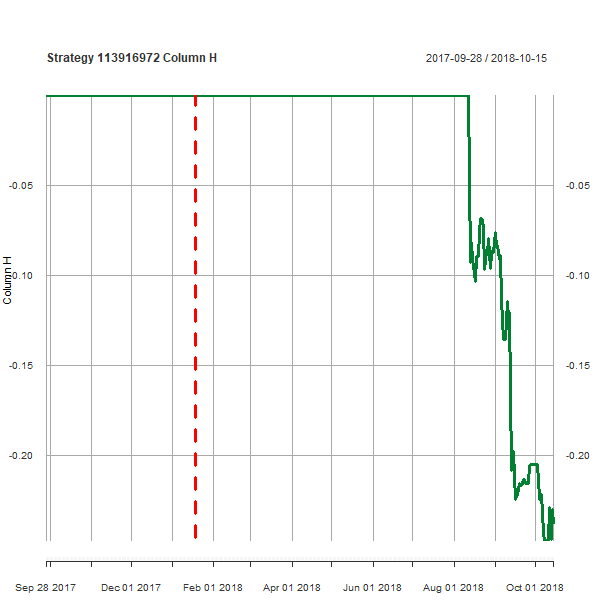 Strategy 113916972 Column H
2017-09-28 / 2018-10-15
-0.05 -0.05
-0.10 -0.10
Column H
-0.15 -0.15
-0.20 -0.20
Sep 28 2017 Dec 01 2017 Feb 01 2018 Apr 01 2018 Jun 01 2018 Aug 01 2018 Oct 01 2018